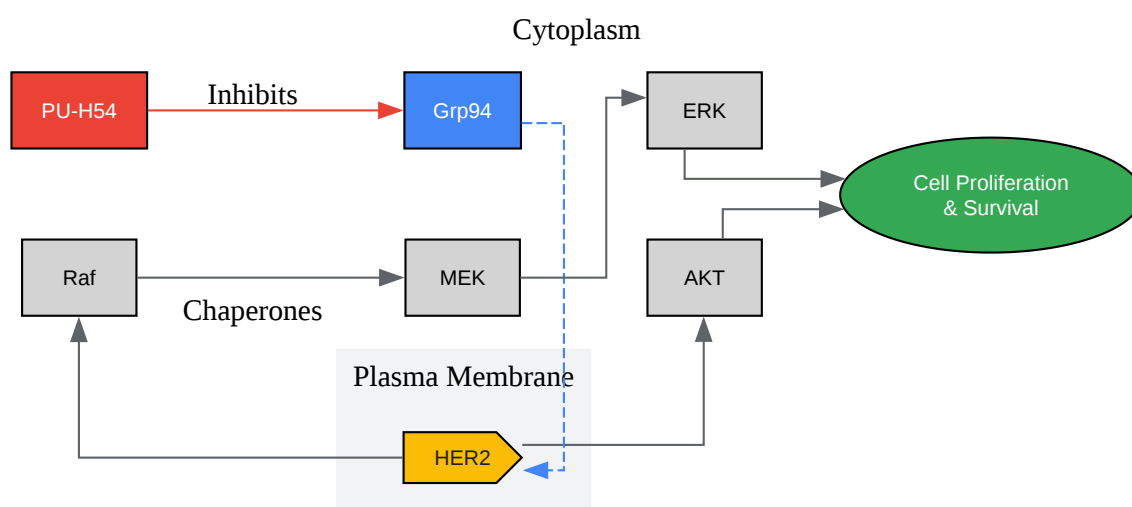 Cytoplasm
PU-H54
Inhibits
Grp94
ERK
Cell Proliferation
& Survival
Raf
MEK
AKT
Chaperones
Plasma Membrane
HER2